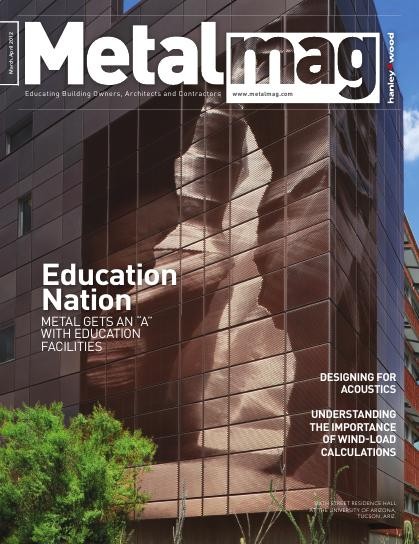 March/April 2012
Metalmag
hanley▲wood
Educating Building Owners, Architects and Contractors
www.metalmag.com
Education
Nation
METAL GETS AN "A"
WITH EDUCATION
FACILITIES
DESIGNING FOR
ACOUSTICS
UNDERSTANDING
THE IMPORTANCE
OF WIND-LOAD
CALCULATIONS
SIXTH STREET RESIDENCE HALL
AT THE UNIVERSITY OF ARIZONA,
TUCSON, ARIZ.